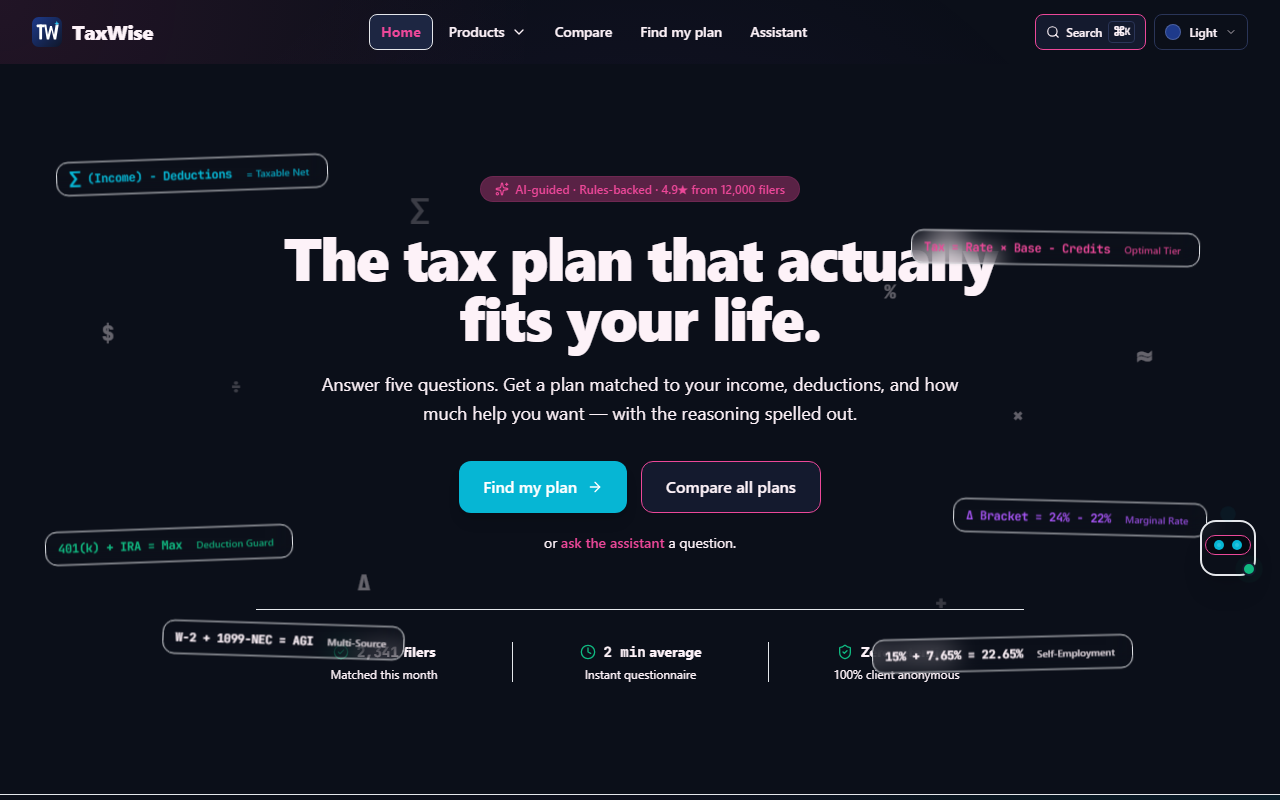 TW TaxWise
Home Products Compare Find my plan Assistant
Search ⌘K Light
∑ (Income) - Deductions = Taxable Net
AI-guided · Rules-backed · 4.9★ from 12,000 filers
∑
Tax = Rate × Base - Credits Optimal Tier
The tax plan that actually
fits your life.
%
$
≈
÷
Answer five questions. Get a plan matched to your income, deductions, and how
much help you want — with the reasoning spelled out.
×
Find my plan → Compare all plans
Δ Bracket = 24% - 22% Marginal Rate
401(k) + IRA = Max Deduction Guard
or ask the assistant a question.
Δ
+
W-2 + 1099-NEC = AGI Multi-Source
15% + 7.65% = 22.65% Self-Employment
2,341 filers
Matched this month
2 min average
Instant questionnaire
100% client anonymous